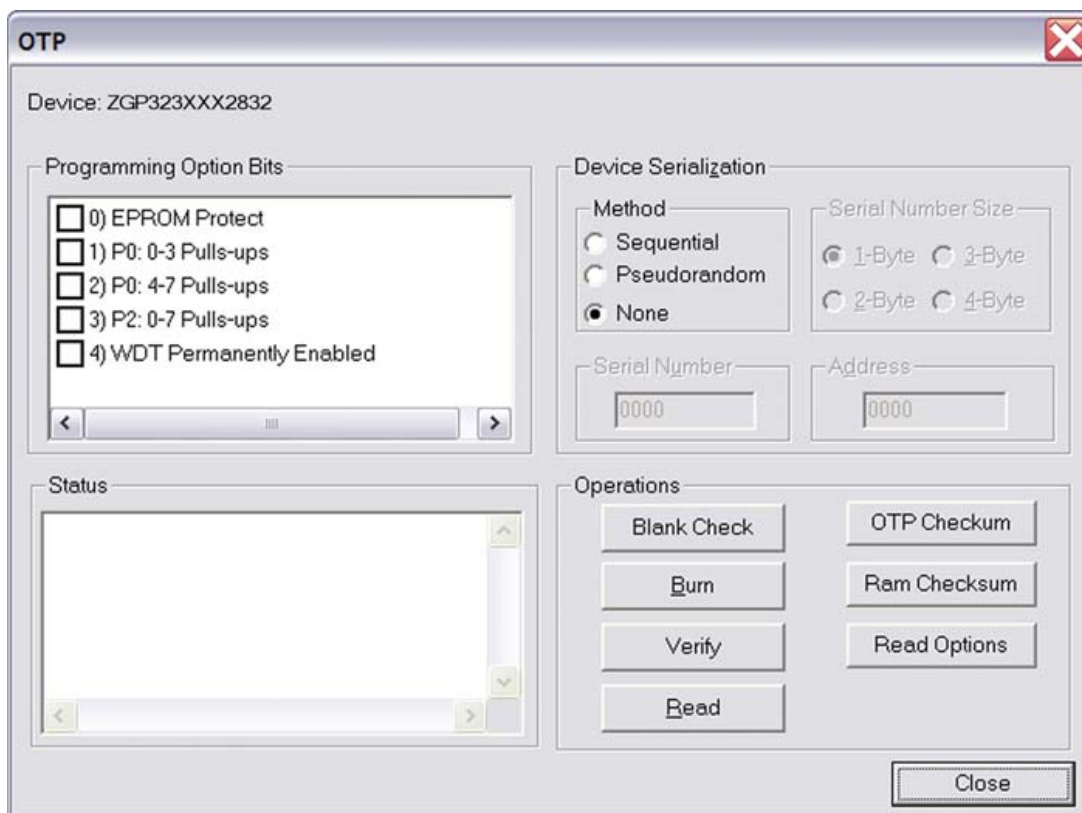 OTP
Device: ZGP323XXX2832
Programming Option Bits
0) EPROM Protect
1) P0: 0-3 Pulls-ups
2) P0: 4-7 Pulls-ups
3) P2: 0-7 Pulls-ups
4) WDT Permanently Enabled
Device Serialization
Method
Sequential
Pseudorandom
None
Serial Number Size
1-Byte 3-Byte
2-Byte 4-Byte
Serial Number
0000
Address
0000
Status
Operations
Blank Check
Burn
Verify
Read
OTP Checkum
Ram Checksum
Read Options
Close